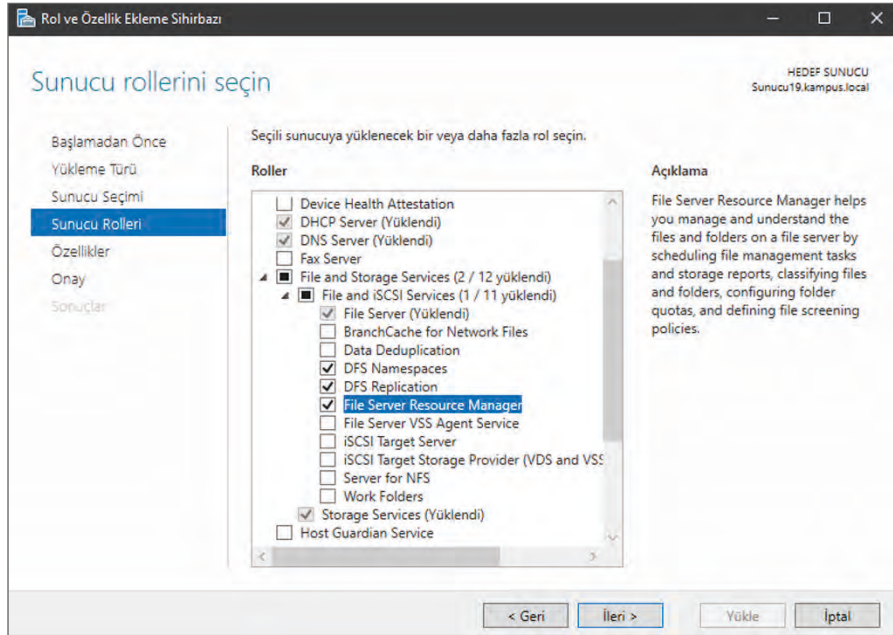 Rol ve Özellik Ekleme Sihirbazı
Sunucu rollerini seçin
HEDEF SUNUCU
Sunucu19.kampus.local
Başlamadan Önce
Yükleme Türü
Sunucu Seçimi
Sunucu Rolleri
Özellikler
Onay
Sonuçlar
Seçili sunucuya yüklenecek bir veya daha fazla rol seçin.
Roller
Device Health Attestation
DHCP Server (Yüklendi)
DNS Server (Yüklendi)
Fax Server
File and Storage Services (2 / 12 yüklendi)
File and iSCSI Services (1 / 11 yüklendi)
File Server (Yüklendi)
BranchCache for Network Files
Data Deduplication
DFS Namespaces
DFS Replication
File Server Resource Manager
File Server VSS Agent Service
iSCSI Target Server
iSCSI Target Storage Provider (VDS and VSS
Server for NFS
Work Folders
Storage Services (Yüklendi)
Host Guardian Service
Açıklama
File Server Resource Manager helps
you manage and understand the
files and folders on a file server by
scheduling file management tasks
and storage reports, classifying files
and folders, configuring folder
quotas, and defining file screening
policies.
< Geri
İleri >
Yükle
İptal